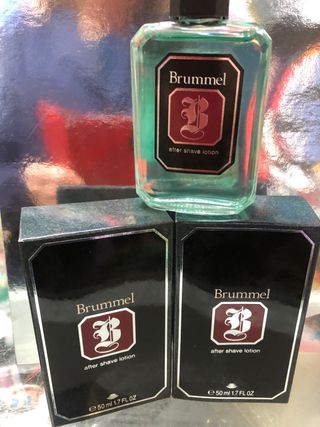 Brummel
B
after shave lotion
Brummel
B
after shave lotion
℮ 50 ml 1.7 FL OZ
Brummel
B
after shave lotion
℮ 50 ml 1.7 FL OZ